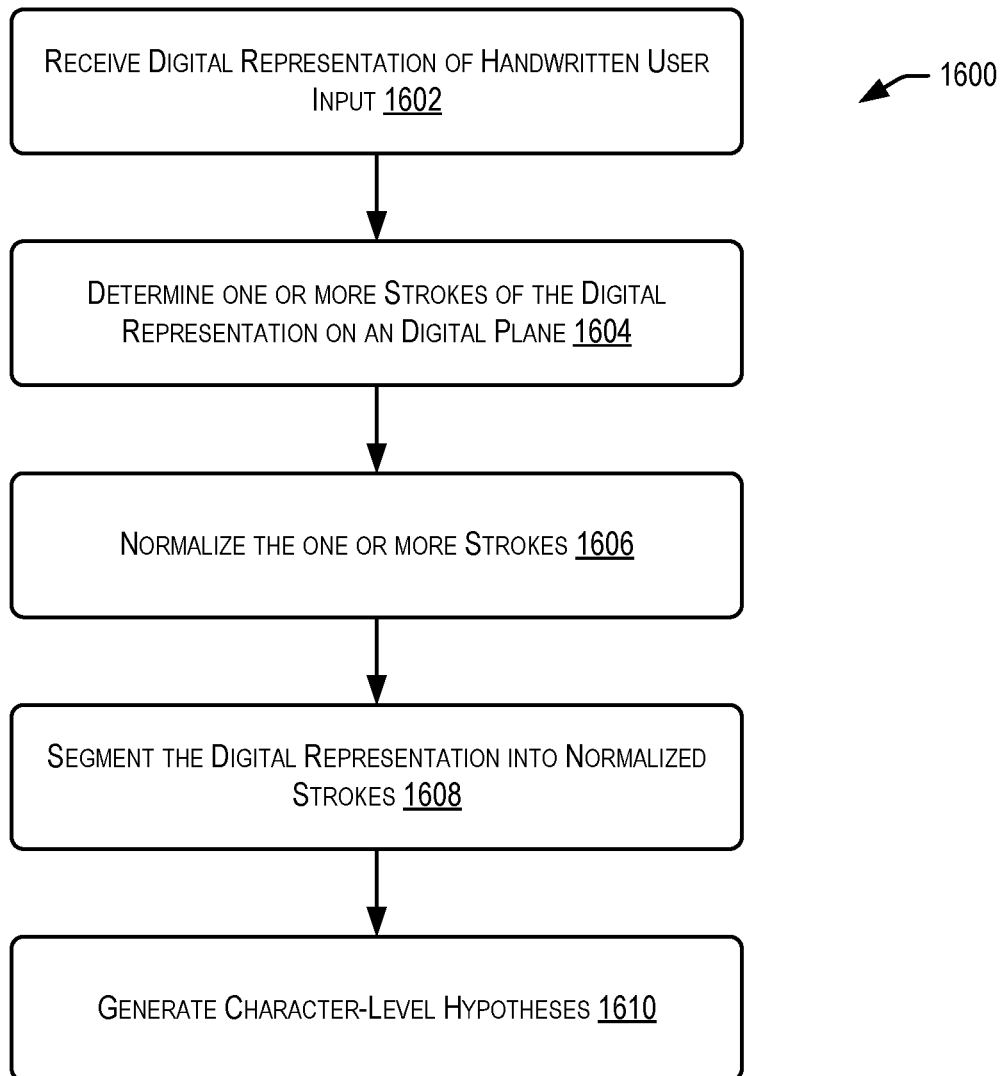 RECEIVE DIGITAL REPRESENTATION OF HANDWRITTEN USER
INPUT 1602
1600
DETERMINE ONE OR MORE STROKES OF THE DIGITAL
REPRESENTATION ON AN DIGITAL PLANE 1604
NORMALIZE THE ONE OR MORE STROKES 1606
SEGMENT THE DIGITAL REPRESENTATION INTO NORMALIZED
STROKES 1608
GENERATE CHARACTER-LEVEL HYPOTHESES 1610